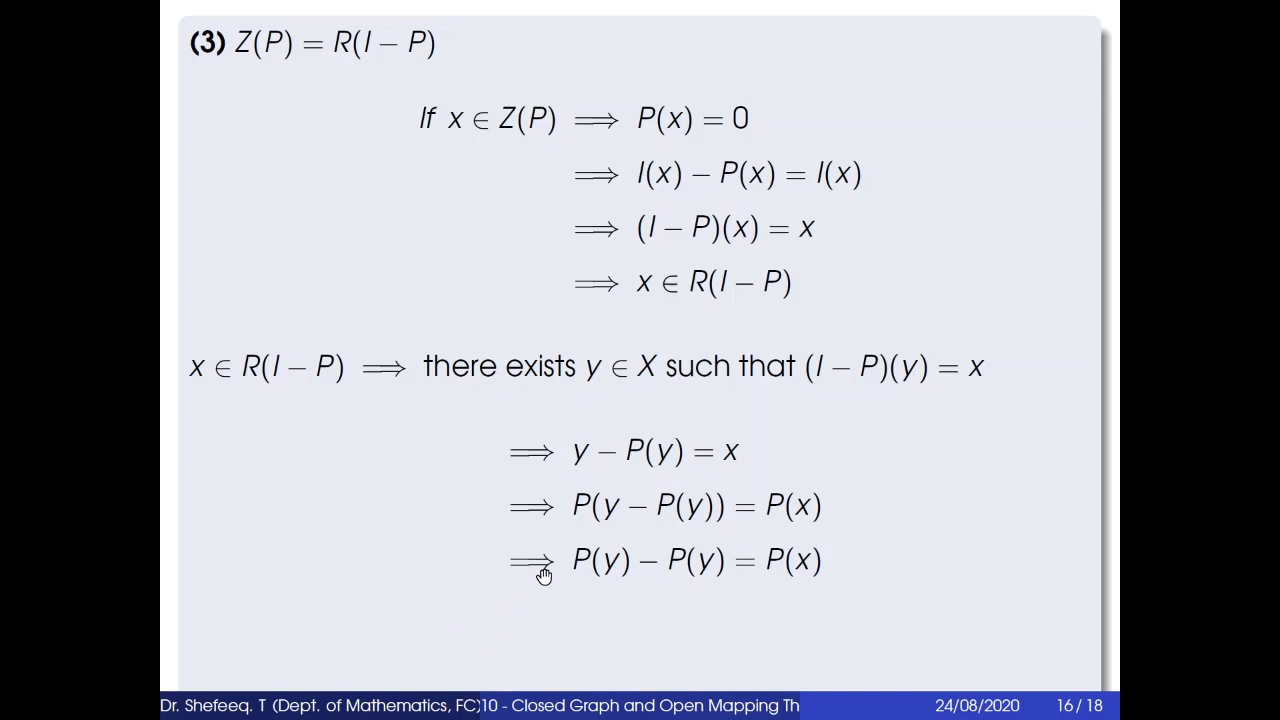 (3) Z(P) = R(I − P)
If x ∈ Z(P) ⟹ P(x) = 0
⟹ I(x) − P(x) = I(x)
⟹ (I − P)(x) = x
⟹ x ∈ R(I − P)
x ∈ R(I − P) ⟹ there exists y ∈ X such that (I − P)(y) = x
⟹ y − P(y) = x
⟹ P(y − P(y)) = P(x)
⟹ P(y) − P(y) = P(x)
Dr. Shefeeq. T (Dept. of Mathematics, FC) 10 - Closed Graph and Open Mapping Th 24/08/2020 16 / 18